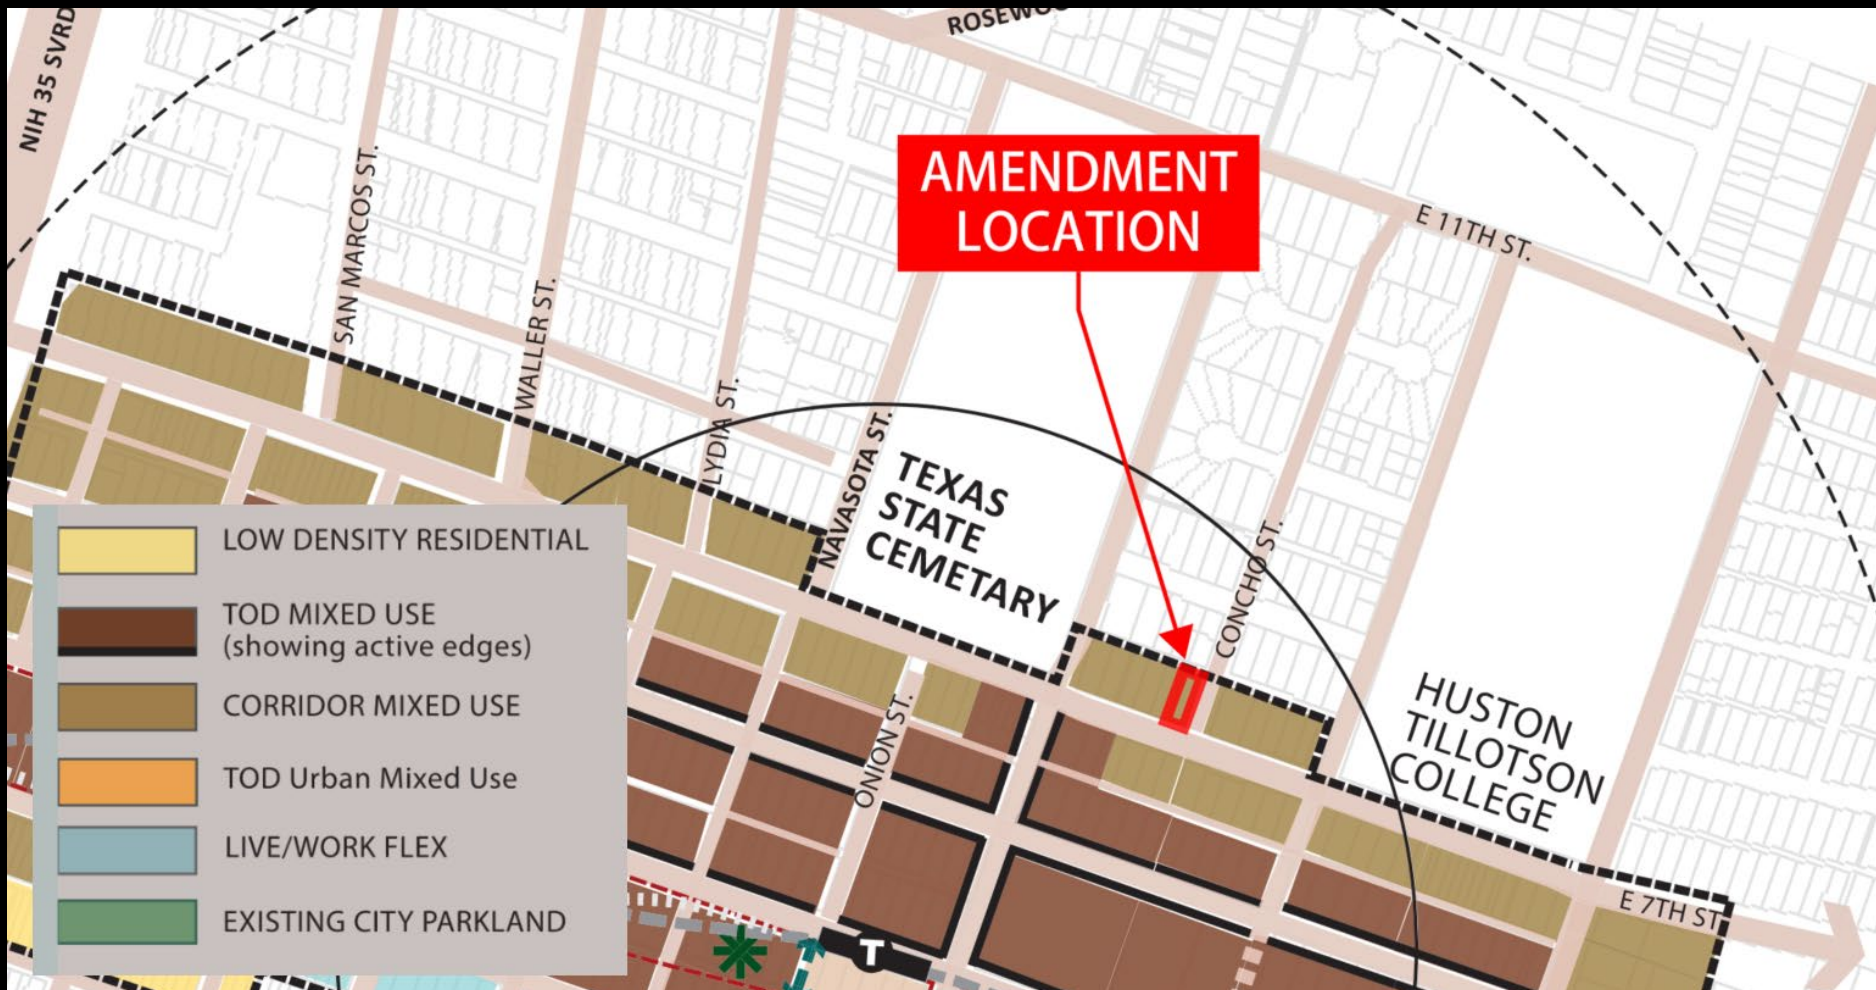 NIH 35 SVRD
ROSEWOO
AMENDMENT
LOCATION
E 11TH ST.
SAN MARCOS ST.
WALLER ST.
LYDIA ST.
NAVASOTA ST.
TEXAS
STATE
CEMETARY
CONCHO ST.
HUSTON
TILLOTSON
COLLEGE
ONION ST.
E 7TH ST
T
LOW DENSITY RESIDENTIAL
TOD MIXED USE
(showing active edges)
CORRIDOR MIXED USE
TOD Urban Mixed Use
LIVE/WORK FLEX
EXISTING CITY PARKLAND